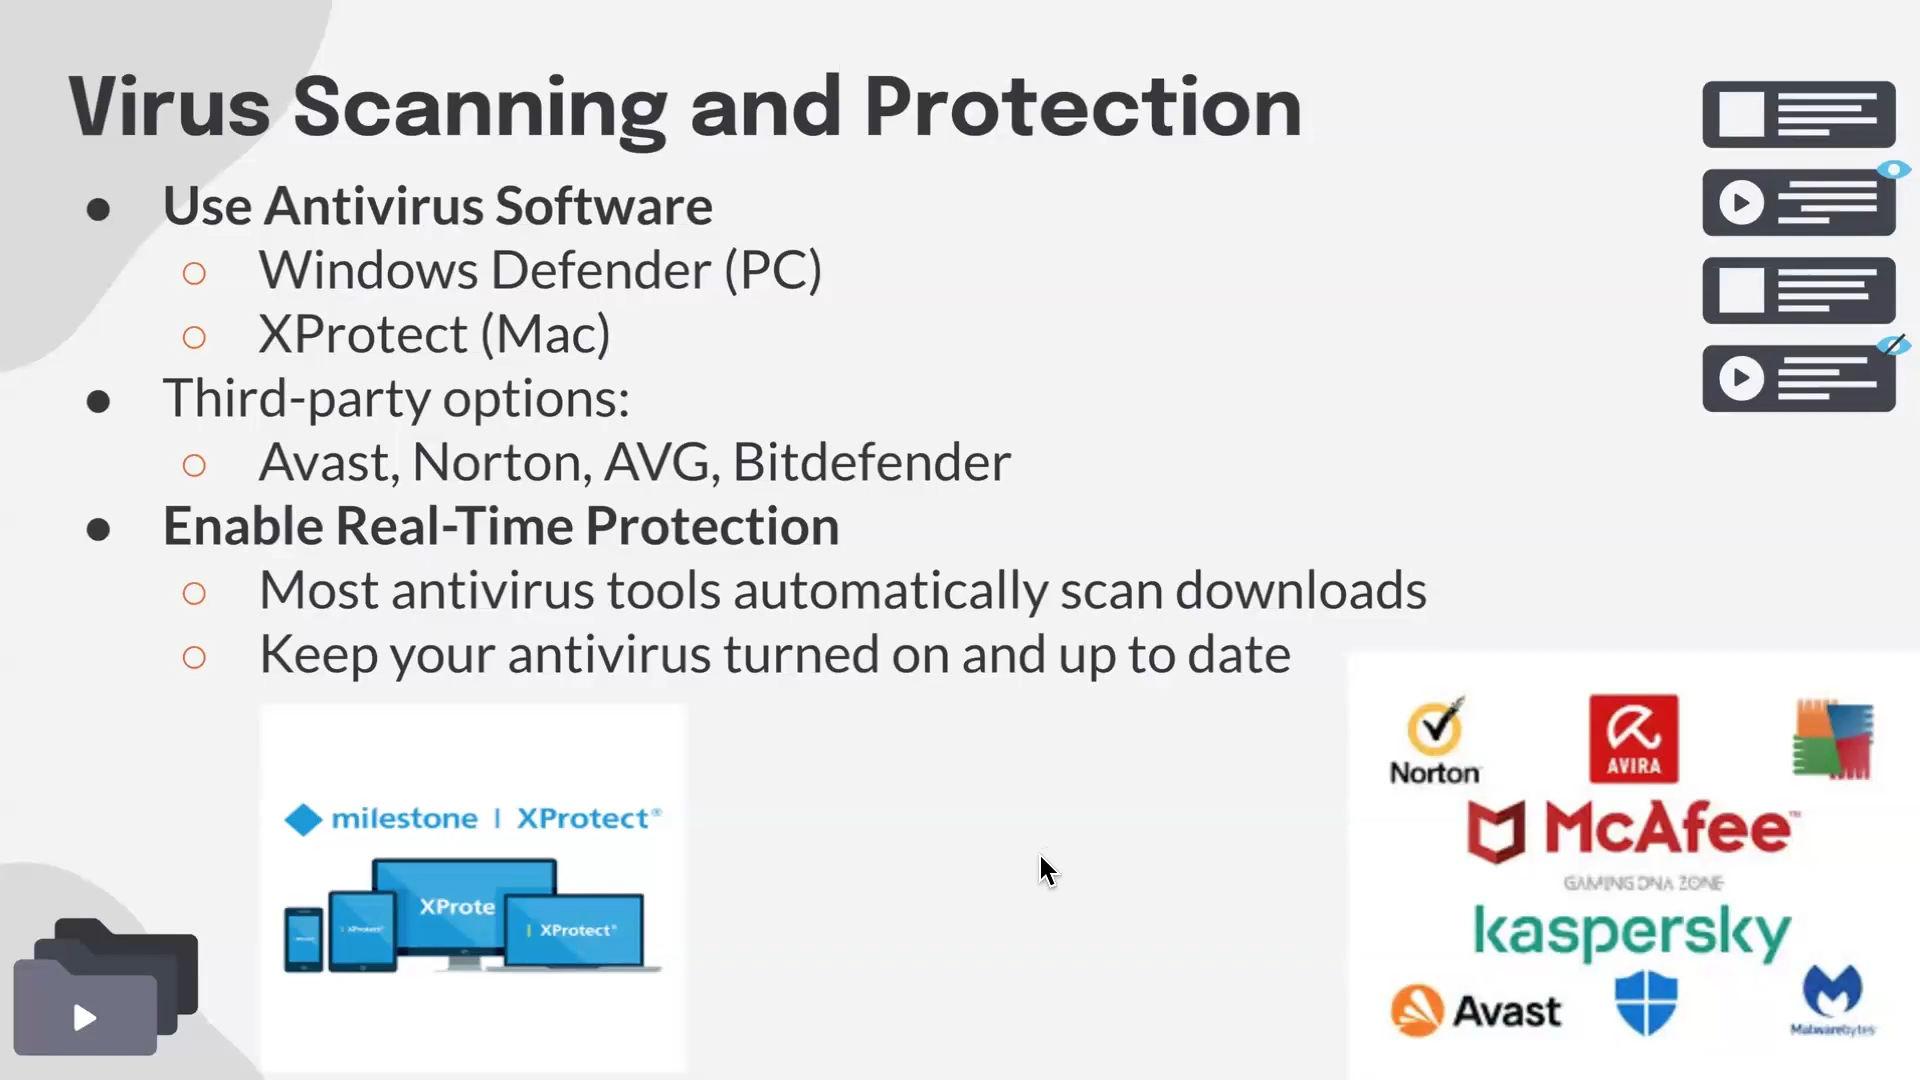 Virus Scanning and Protection
● Use Antivirus Software
○ Windows Defender (PC)
○ XProtect (Mac)
● Third-party options:
○ Avast, Norton, AVG, Bitdefender
● Enable Real-Time Protection
○ Most antivirus tools automatically scan downloads
○ Keep your antivirus turned on and up to date
milestone | XProtect®
XProte
XProtect®
XProtect®
Norton
AVIRA
McAfee™
GAMING DNA ZONE
kaspersky
Avast
Malwarebytes